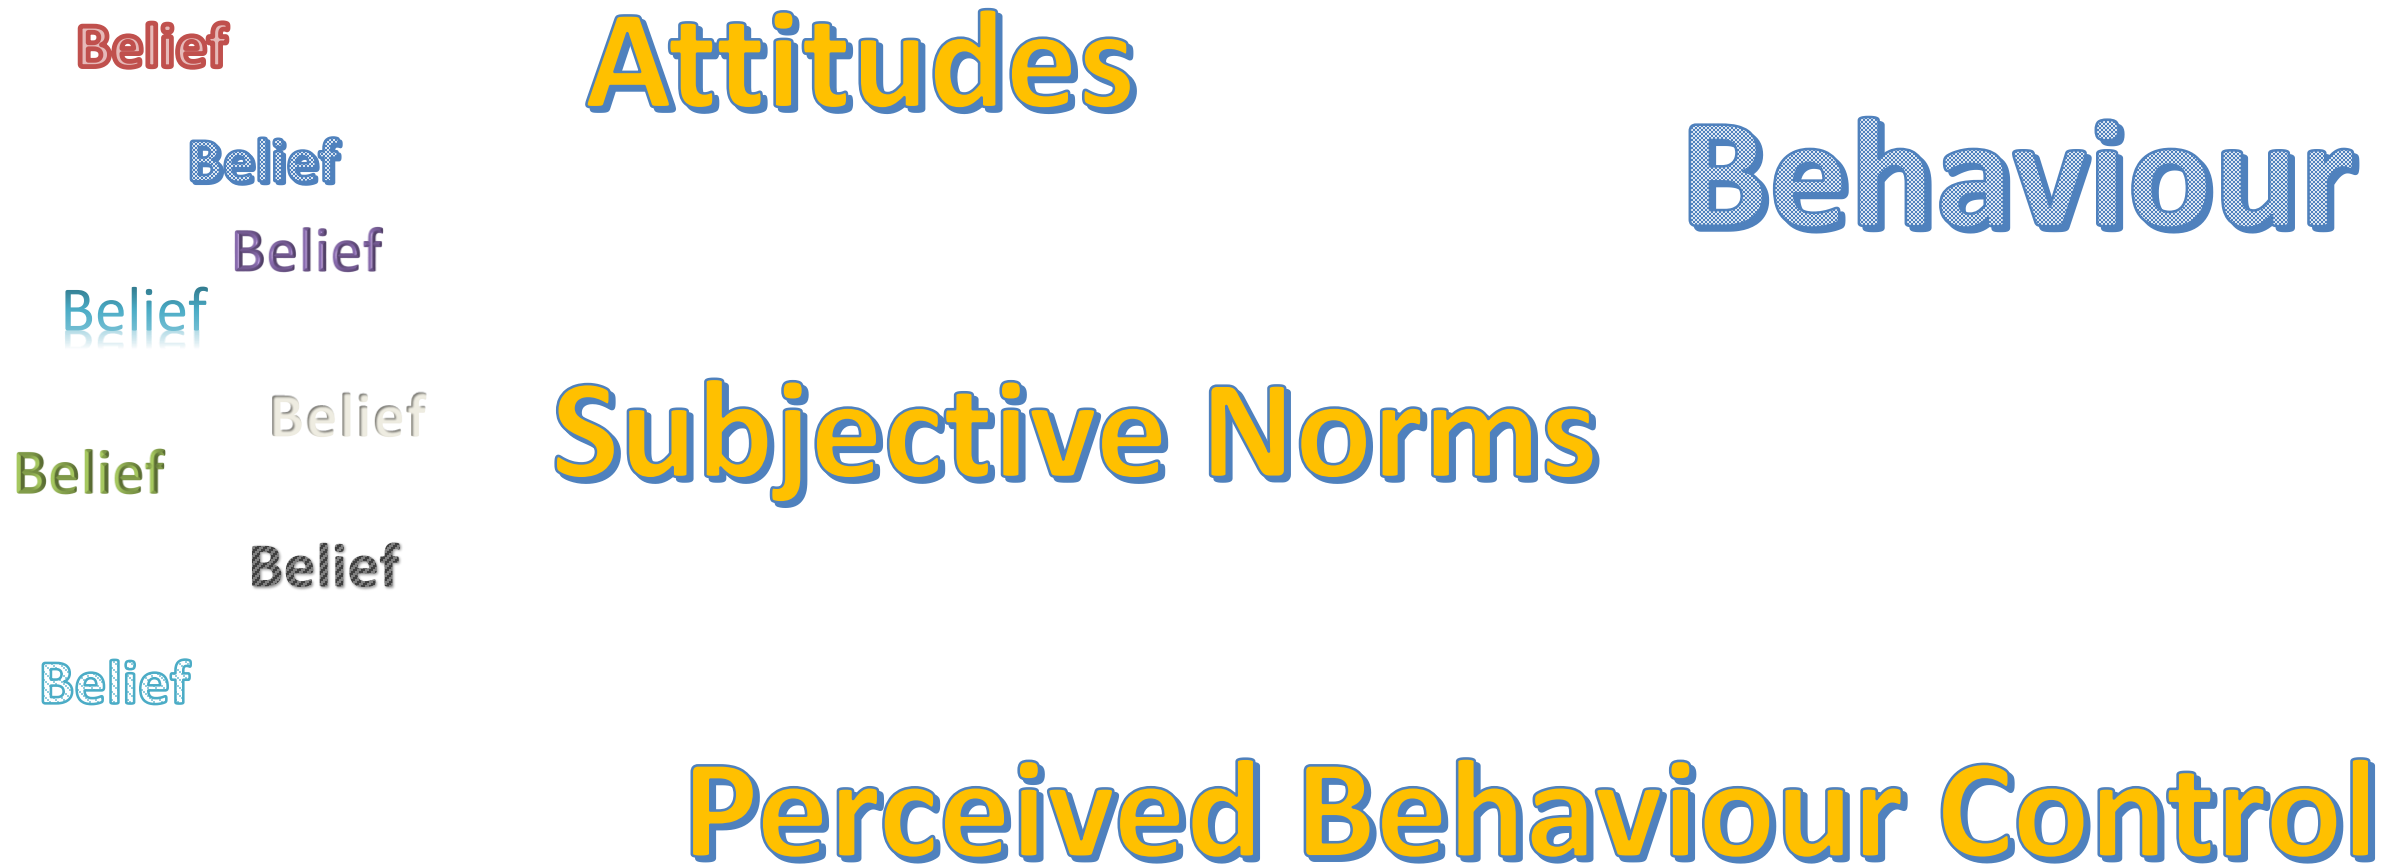 Belief
Attitudes
Belief
Behaviour
Belief
Belief
Belief
Subjective Norms
Belief
Belief
Belief
Perceived Behaviour Control